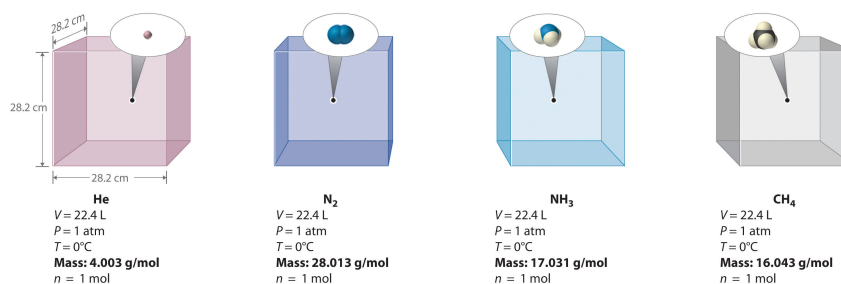 28.2 cm
28.2 cm
28.2 cm
He
V = 22.4 L
P = 1 atm
T = 0°C
Mass: 4.003 g/mol
n = 1 mol
N₂
V = 22.4 L
P = 1 atm
T = 0°C
Mass: 28.013 g/mol
n = 1 mol
NH₃
V = 22.4 L
P = 1 atm
T = 0°C
Mass: 17.031 g/mol
n = 1 mol
CH₄
V = 22.4 L
P = 1 atm
T = 0°C
Mass: 16.043 g/mol
n = 1 mol